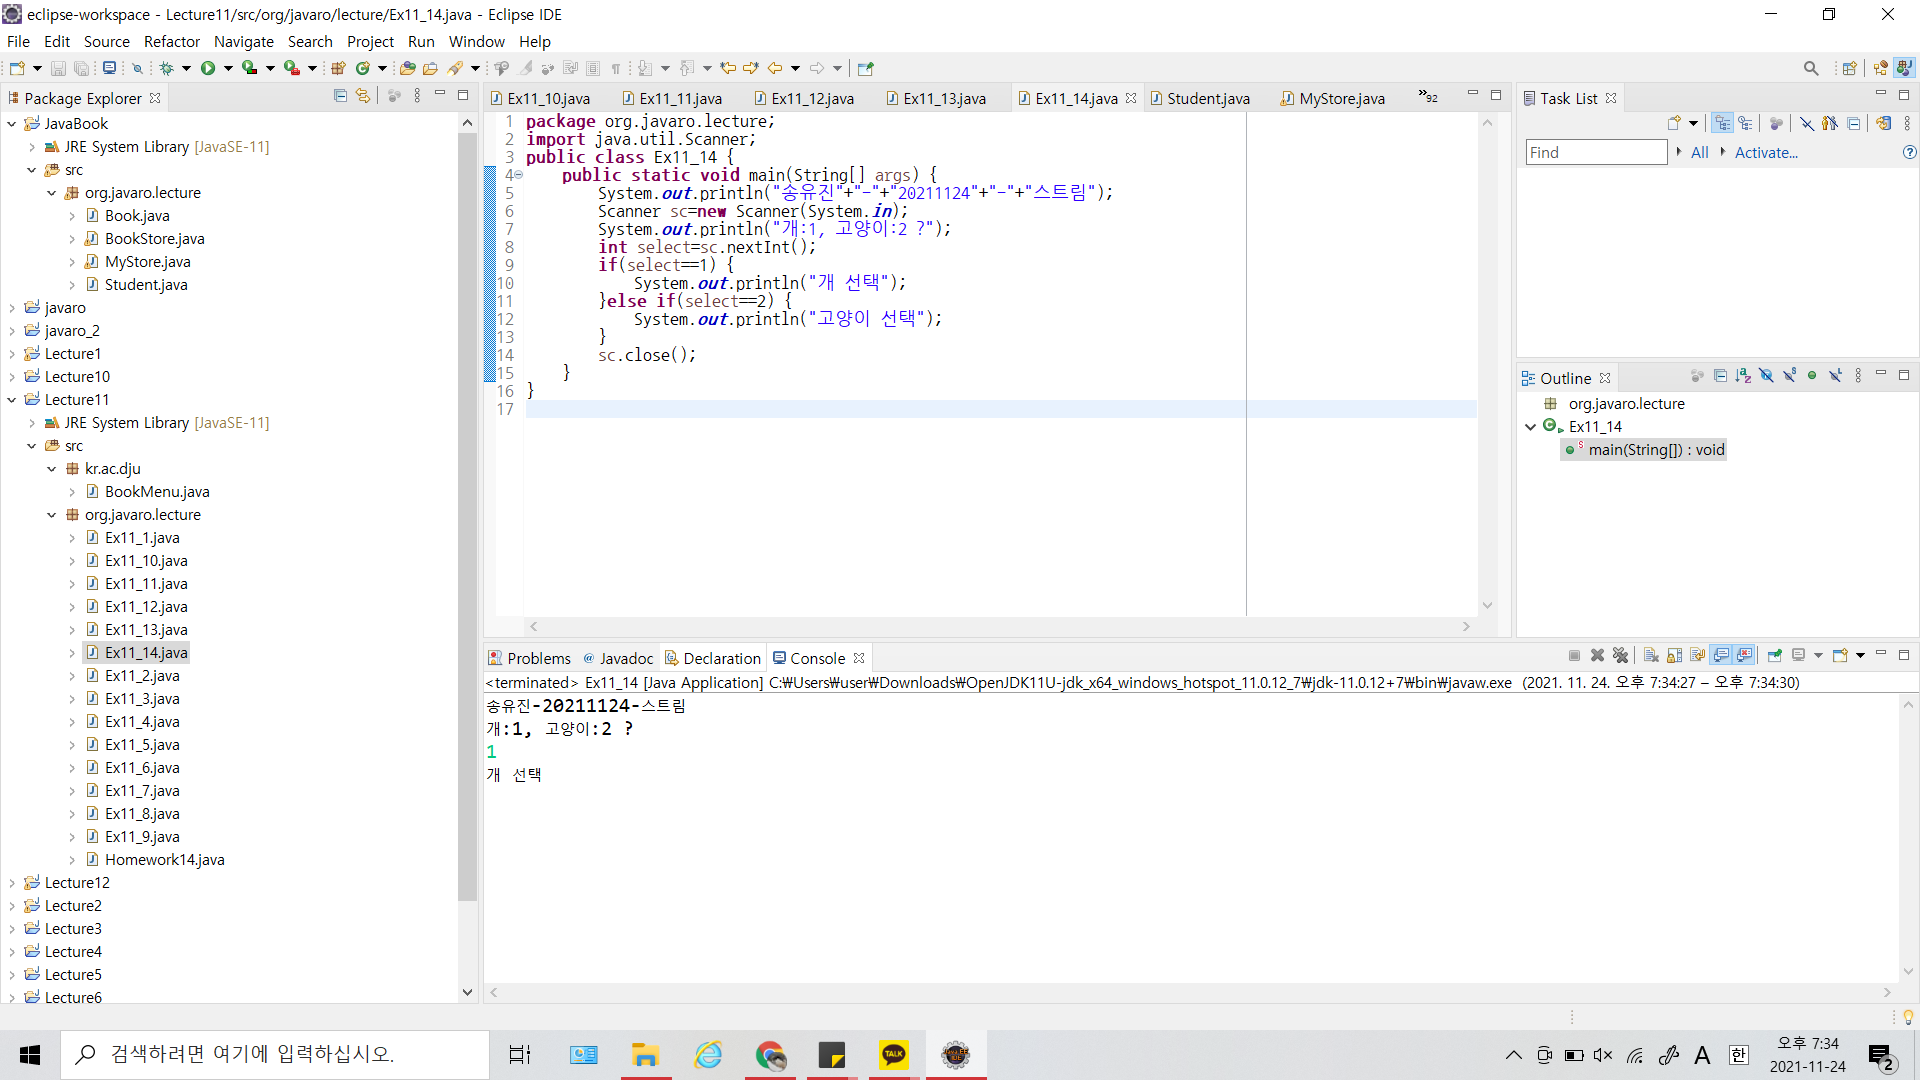 eclipse-workspace - Lecture11/src/org/javaro/lecture/Ex11_14.java - Eclipse IDE
File Edit Source Refactor Navigate Search Project Run Window Help
Package Explorer
JavaBook
JRE System Library [JavaSE-11]
src
org.javaro.lecture
Book.java
BookStore.java
MyStore.java
Student.java
javaro
javaro_2
Lecture1
Lecture10
Lecture11
JRE System Library [JavaSE-11]
src
kr.ac.dju
BookMenu.java
org.javaro.lecture
Ex11_1.java
Ex11_10.java
Ex11_11.java
Ex11_12.java
Ex11_13.java
Ex11_14.java
Ex11_2.java
Ex11_3.java
Ex11_4.java
Ex11_5.java
Ex11_6.java
Ex11_7.java
Ex11_8.java
Ex11_9.java
Homework14.java
Lecture12
Lecture2
Lecture3
Lecture4
Lecture5
Lecture6
Ex11_10.java Ex11_11.java Ex11_12.java Ex11_13.java Ex11_14.java Student.java MyStore.java »92
1 package org.javaro.lecture;
2 import java.util.Scanner;
3 public class Ex11_14 {
4 public static void main(String[] args) {
5 System.out.println("송유진"+"-"+"20211124"+"-"+"스트림");
6 Scanner sc=new Scanner(System.in);
7 System.out.println("개:1, 고양이:2 ?");
8 int select=sc.nextInt();
9 if(select==1) {
10 System.out.println("개 선택");
11 }else if(select==2) {
12 System.out.println("고양이 선택");
13 }
14 sc.close();
15 }
16 }
17
Task List
Find All Activate...
Outline
org.javaro.lecture
Ex11_14
main(String[]) : void
Problems @ Javadoc Declaration Console
<terminated> Ex11_14 [Java Application] C:₩Users₩user₩Downloads₩OpenJDK11U-jdk_x64_windows_hotspot_11.0.12_7₩jdk-11.0.12+7₩bin₩javaw.exe (2021. 11. 24. 오후 7:34:27 – 오후 7:34:30)
송유진-20211124-스트림
개:1, 고양이:2 ?
1
개 선택
검색하려면 여기에 입력하십시오.
TALK
A 한
오후 7:34
2021-11-24
2